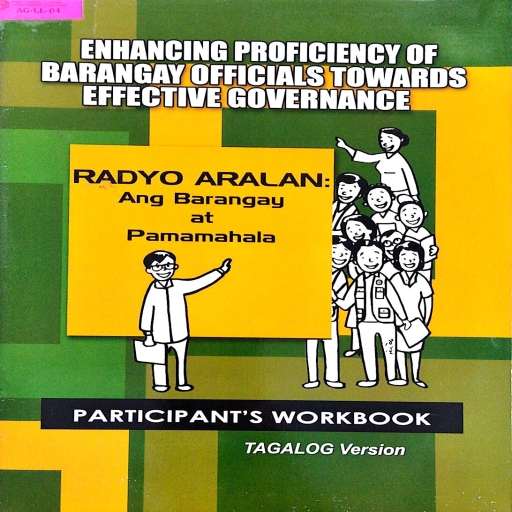 AG-LL-04
ENHANCING PROFICIENCY OF
BARANGAY OFFICIALS TOWARDS
EFFECTIVE GOVERNANCE
RADYO ARALAN:
Ang Barangay
at
Pamamahala
PARTICIPANT'S WORKBOOK
TAGALOG Version